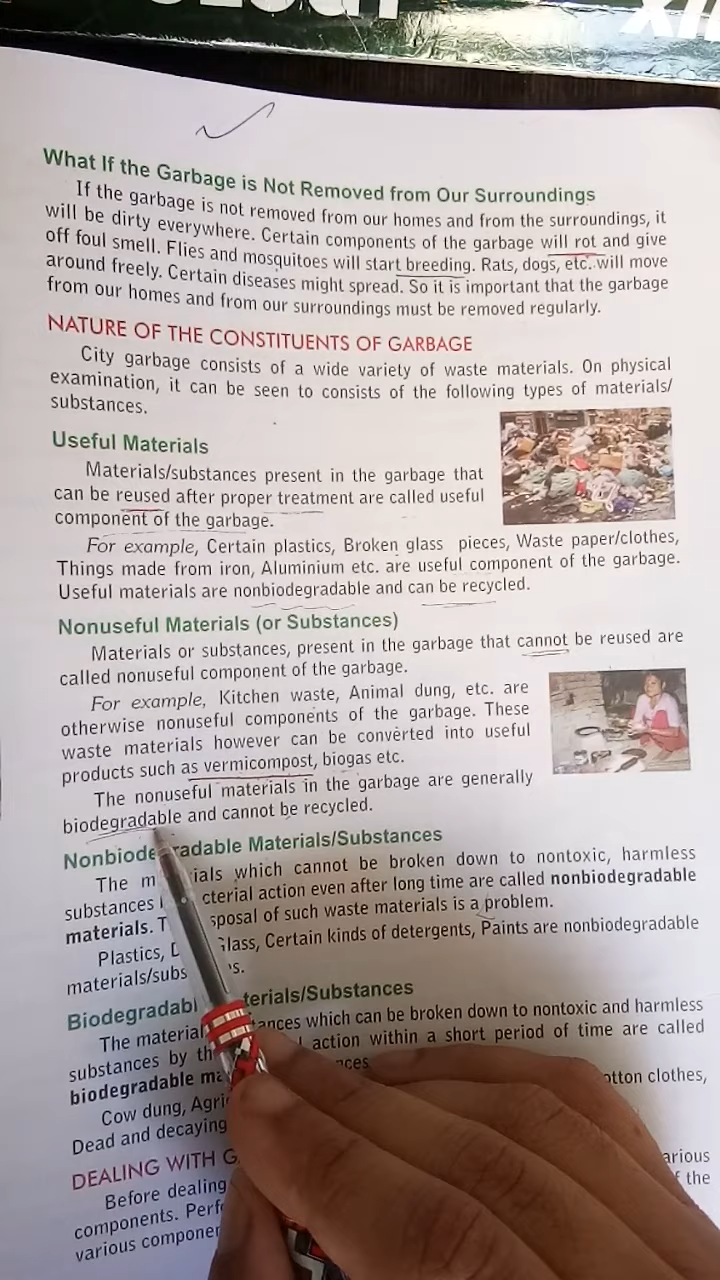 What If the Garbage is Not Removed from Our Surroundings
If the garbage is not removed from our homes and from the surroundings, it
will be dirty everywhere. Certain components of the garbage will rot and give
off foul smell. Flies and mosquitoes will start breeding. Rats, dogs, etc. will move
around freely. Certain diseases might spread. So it is important that the garbage
from our homes and from our surroundings must be removed regularly.
NATURE OF THE CONSTITUENTS OF GARBAGE
City garbage consists of a wide variety of waste materials. On physical
examination, it can be seen to consists of the following types of materials/
substances.
Useful Materials
Materials/substances present in the garbage that
can be reused after proper treatment are called useful
component of the garbage.
For example, Certain plastics, Broken glass pieces, Waste paper/clothes,
Things made from iron, Aluminium etc. are useful component of the garbage.
Useful materials are nonbiodegradable and can be recycled.
Nonuseful Materials (or Substances)
Materials or substances, present in the garbage that cannot be reused are
called nonuseful component of the garbage.
For example, Kitchen waste, Animal dung, etc. are
otherwise nonuseful components of the garbage. These
waste materials however can be converted into useful
products such as vermicompost, biogas etc.
The nonuseful materials in the garbage are generally
biodegradable and cannot be recycled.
Materials/Substances
The which cannot be broken down to nontoxic, harmless
substances action even after long time are called nonbiodegradable
materials. of such waste materials is a problem.
Plastics, Glass, Certain kinds of detergents, Paints are nonbiodegradable
Materials/Substances
The which can be broken down to nontoxic and harmless
substances by action within a short period of time are called
biodegradable
Cow dung, clothes,
Dead and decaying
DEALING WITH
Before dealing
components. the
various